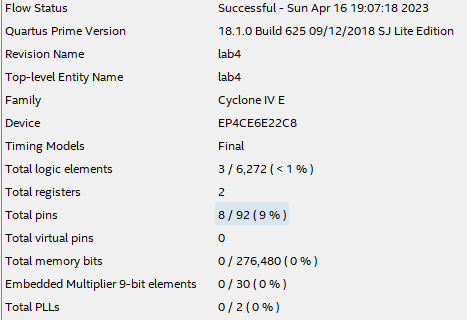 Flow Status Successful - Sun Apr 16 19:07:18 2023
Quartus Prime Version 18.1.0 Build 625 09/12/2018 SJ Lite Edition
Revision Name lab4
Top-level Entity Name lab4
Family Cyclone IV E
Device EP4CE6E22C8
Timing Models Final
Total logic elements 3 / 6,272 ( < 1 % )
Total registers 2
Total pins 8 / 92 ( 9 % )
Total virtual pins 0
Total memory bits 0 / 276,480 ( 0 % )
Embedded Multiplier 9-bit elements 0 / 30 ( 0 % )
Total PLLs 0 / 2 ( 0 % )